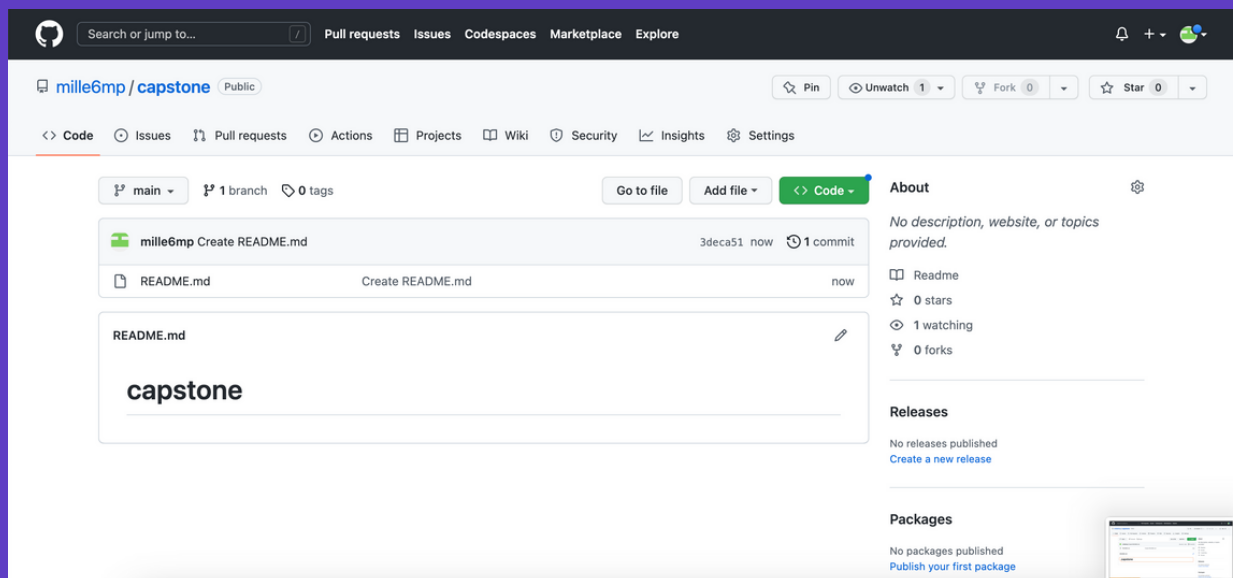 Search or jump to... / Pull requests Issues Codespaces Marketplace Explore
mille6mp / capstone Public Pin Unwatch 1 Fork 0 Star 0
Code Issues Pull requests Actions Projects Wiki Security Insights Settings
main 1 branch 0 tags Go to file Add file Code
mille6mp Create README.md 3deca51 now 1 commit
README.md Create README.md now
README.md
capstone
About
No description, website, or topics
provided.
Readme
0 stars
1 watching
0 forks
Releases
No releases published
Create a new release
Packages
No packages published
Publish your first package